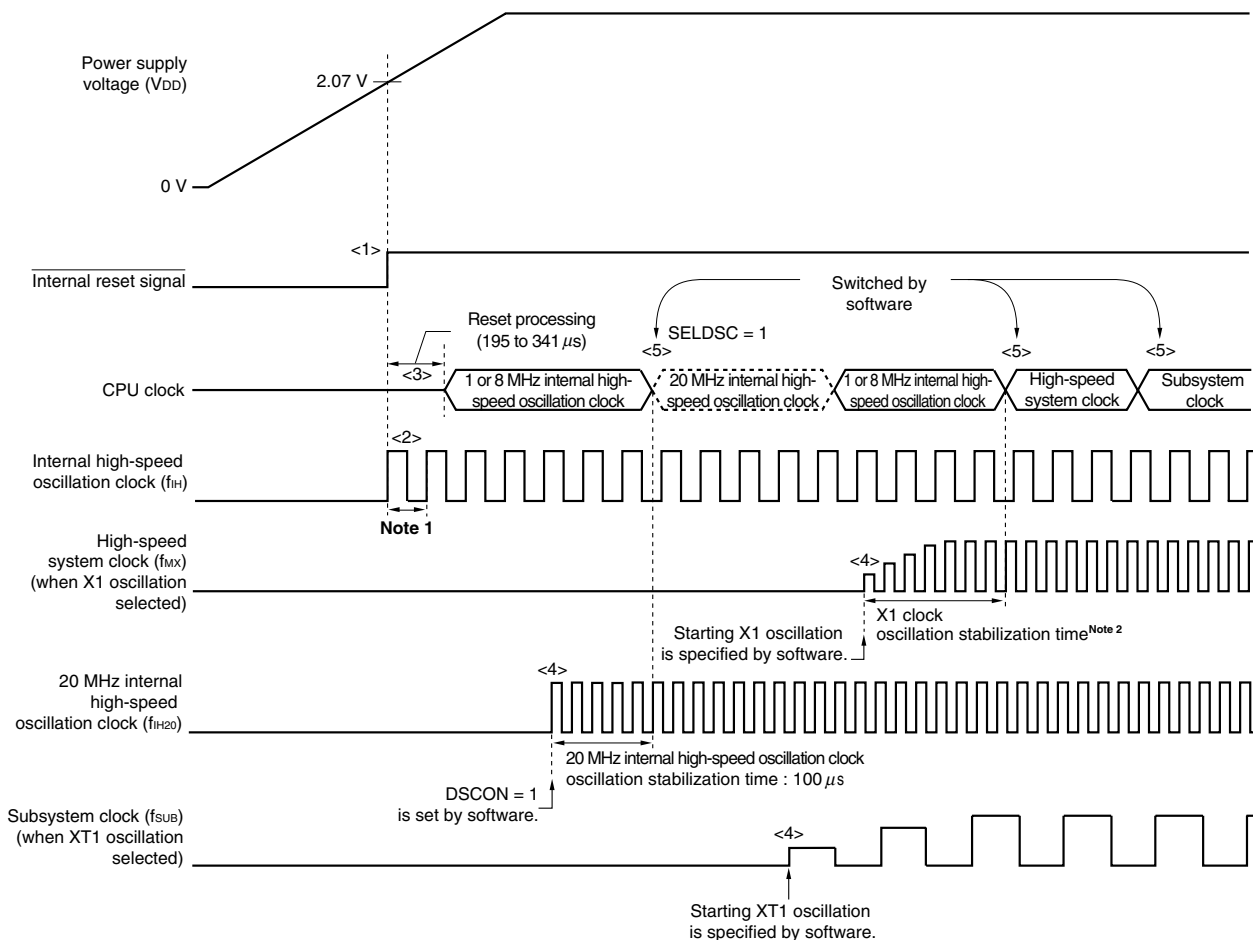 Power supply
voltage (VDD)
2.07 V
0 V
<1>
Internal reset signal
Switched by
software
Reset processing
(195 to 341 μs)
SELDSC = 1
<3>
<5>
<5>
<5>
CPU clock
1 or 8 MHz internal high-
speed oscillation clock
20 MHz internal high-
speed oscillation clock
1 or 8 MHz internal high-
speed oscillation clock
High-speed
system clock
Subsystem
clock
<2>
Internal high-speed
oscillation clock (fIH)
Note 1
High-speed
system clock (fMX)
(when X1 oscillation
selected)
<4>
X1 clock
oscillation stabilization time Note 2
Starting X1 oscillation
is specified by software.
<4>
20 MHz internal
high-speed
oscillation clock (fIH20)
20 MHz internal high-speed oscillation clock
oscillation stabilization time : 100 μs
DSCON = 1
is set by software.
Subsystem clock (fSUB)
(when XT1 oscillation
selected)
<4>
Starting XT1 oscillation
is specified by software.